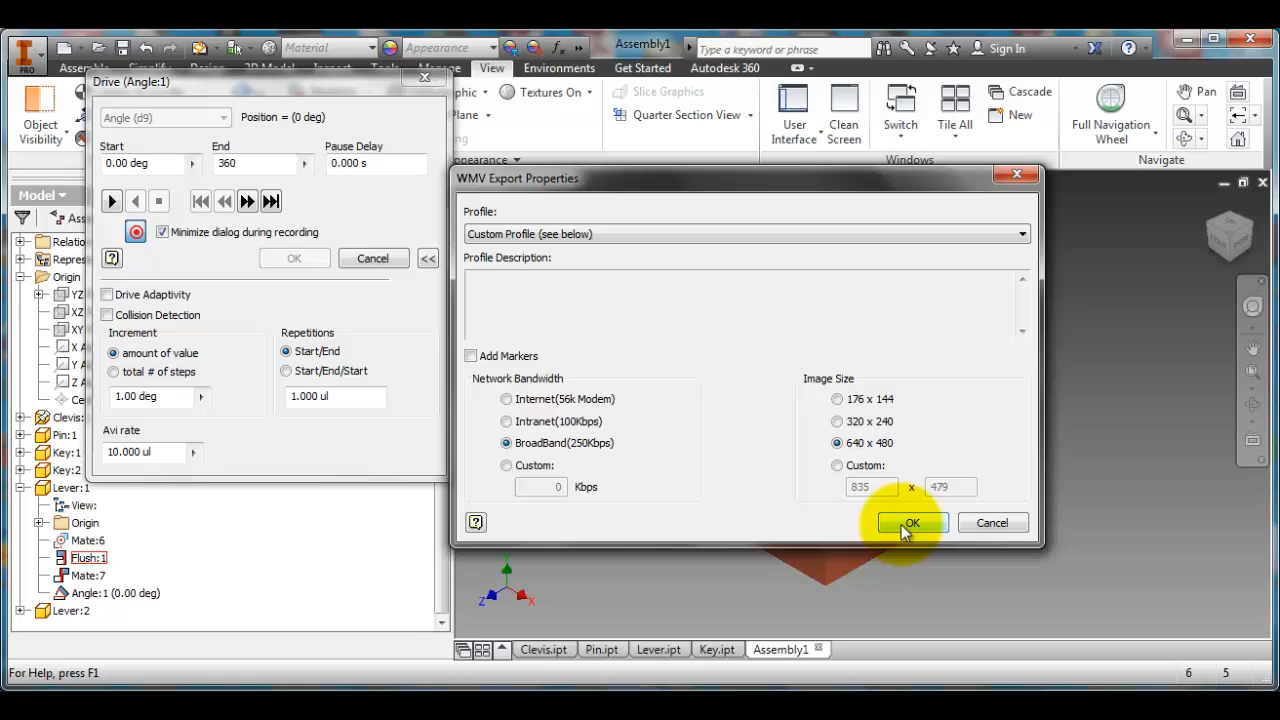 Material
Appearance
Assembly1
Type a keyword or phrase
Sign In
PRO
View
Environments
Get Started
Autodesk 360
Drive (Angle:1)
Textures On
Slice Graphics
Quarter Section View
Cascade
New
Pan
Object
Visibility
User
Interface
Clean
Screen
Switch
Tile All
Full Navigation
Wheel
Windows
Navigate
Angle (d9)
Position = (0 deg)
Start
End
Pause Delay
0.00 deg
360
0.000 s
Minimize dialog during recording
OK
Cancel
<<
Drive Adaptivity
Collision Detection
Increment
Repetitions
amount of value
Start/End
total # of steps
Start/End/Start
1.00 deg
1.000 ul
Avi rate
10.000 ul
WMV Export Properties
Profile:
Custom Profile (see below)
Profile Description:
Add Markers
Network Bandwidth
Image Size
Internet(56k Modem)
176 x 144
Intranet(100Kbps)
320 x 240
BroadBand(250Kbps)
640 x 480
Custom:
Custom:
0 Kbps
835 x 479
OK
Cancel
Model
Origin
Clevis:
Pin:1
Key:1
Key:2
Lever:1
View:
Origin
Mate:6
Flush:1
Mate:7
Angle:1 (0.00 deg)
Lever:2
Y
Z
X
Clevis.ipt
Pin.ipt
Lever.ipt
Key.ipt
Assembly1
For Help, press F1
6
5